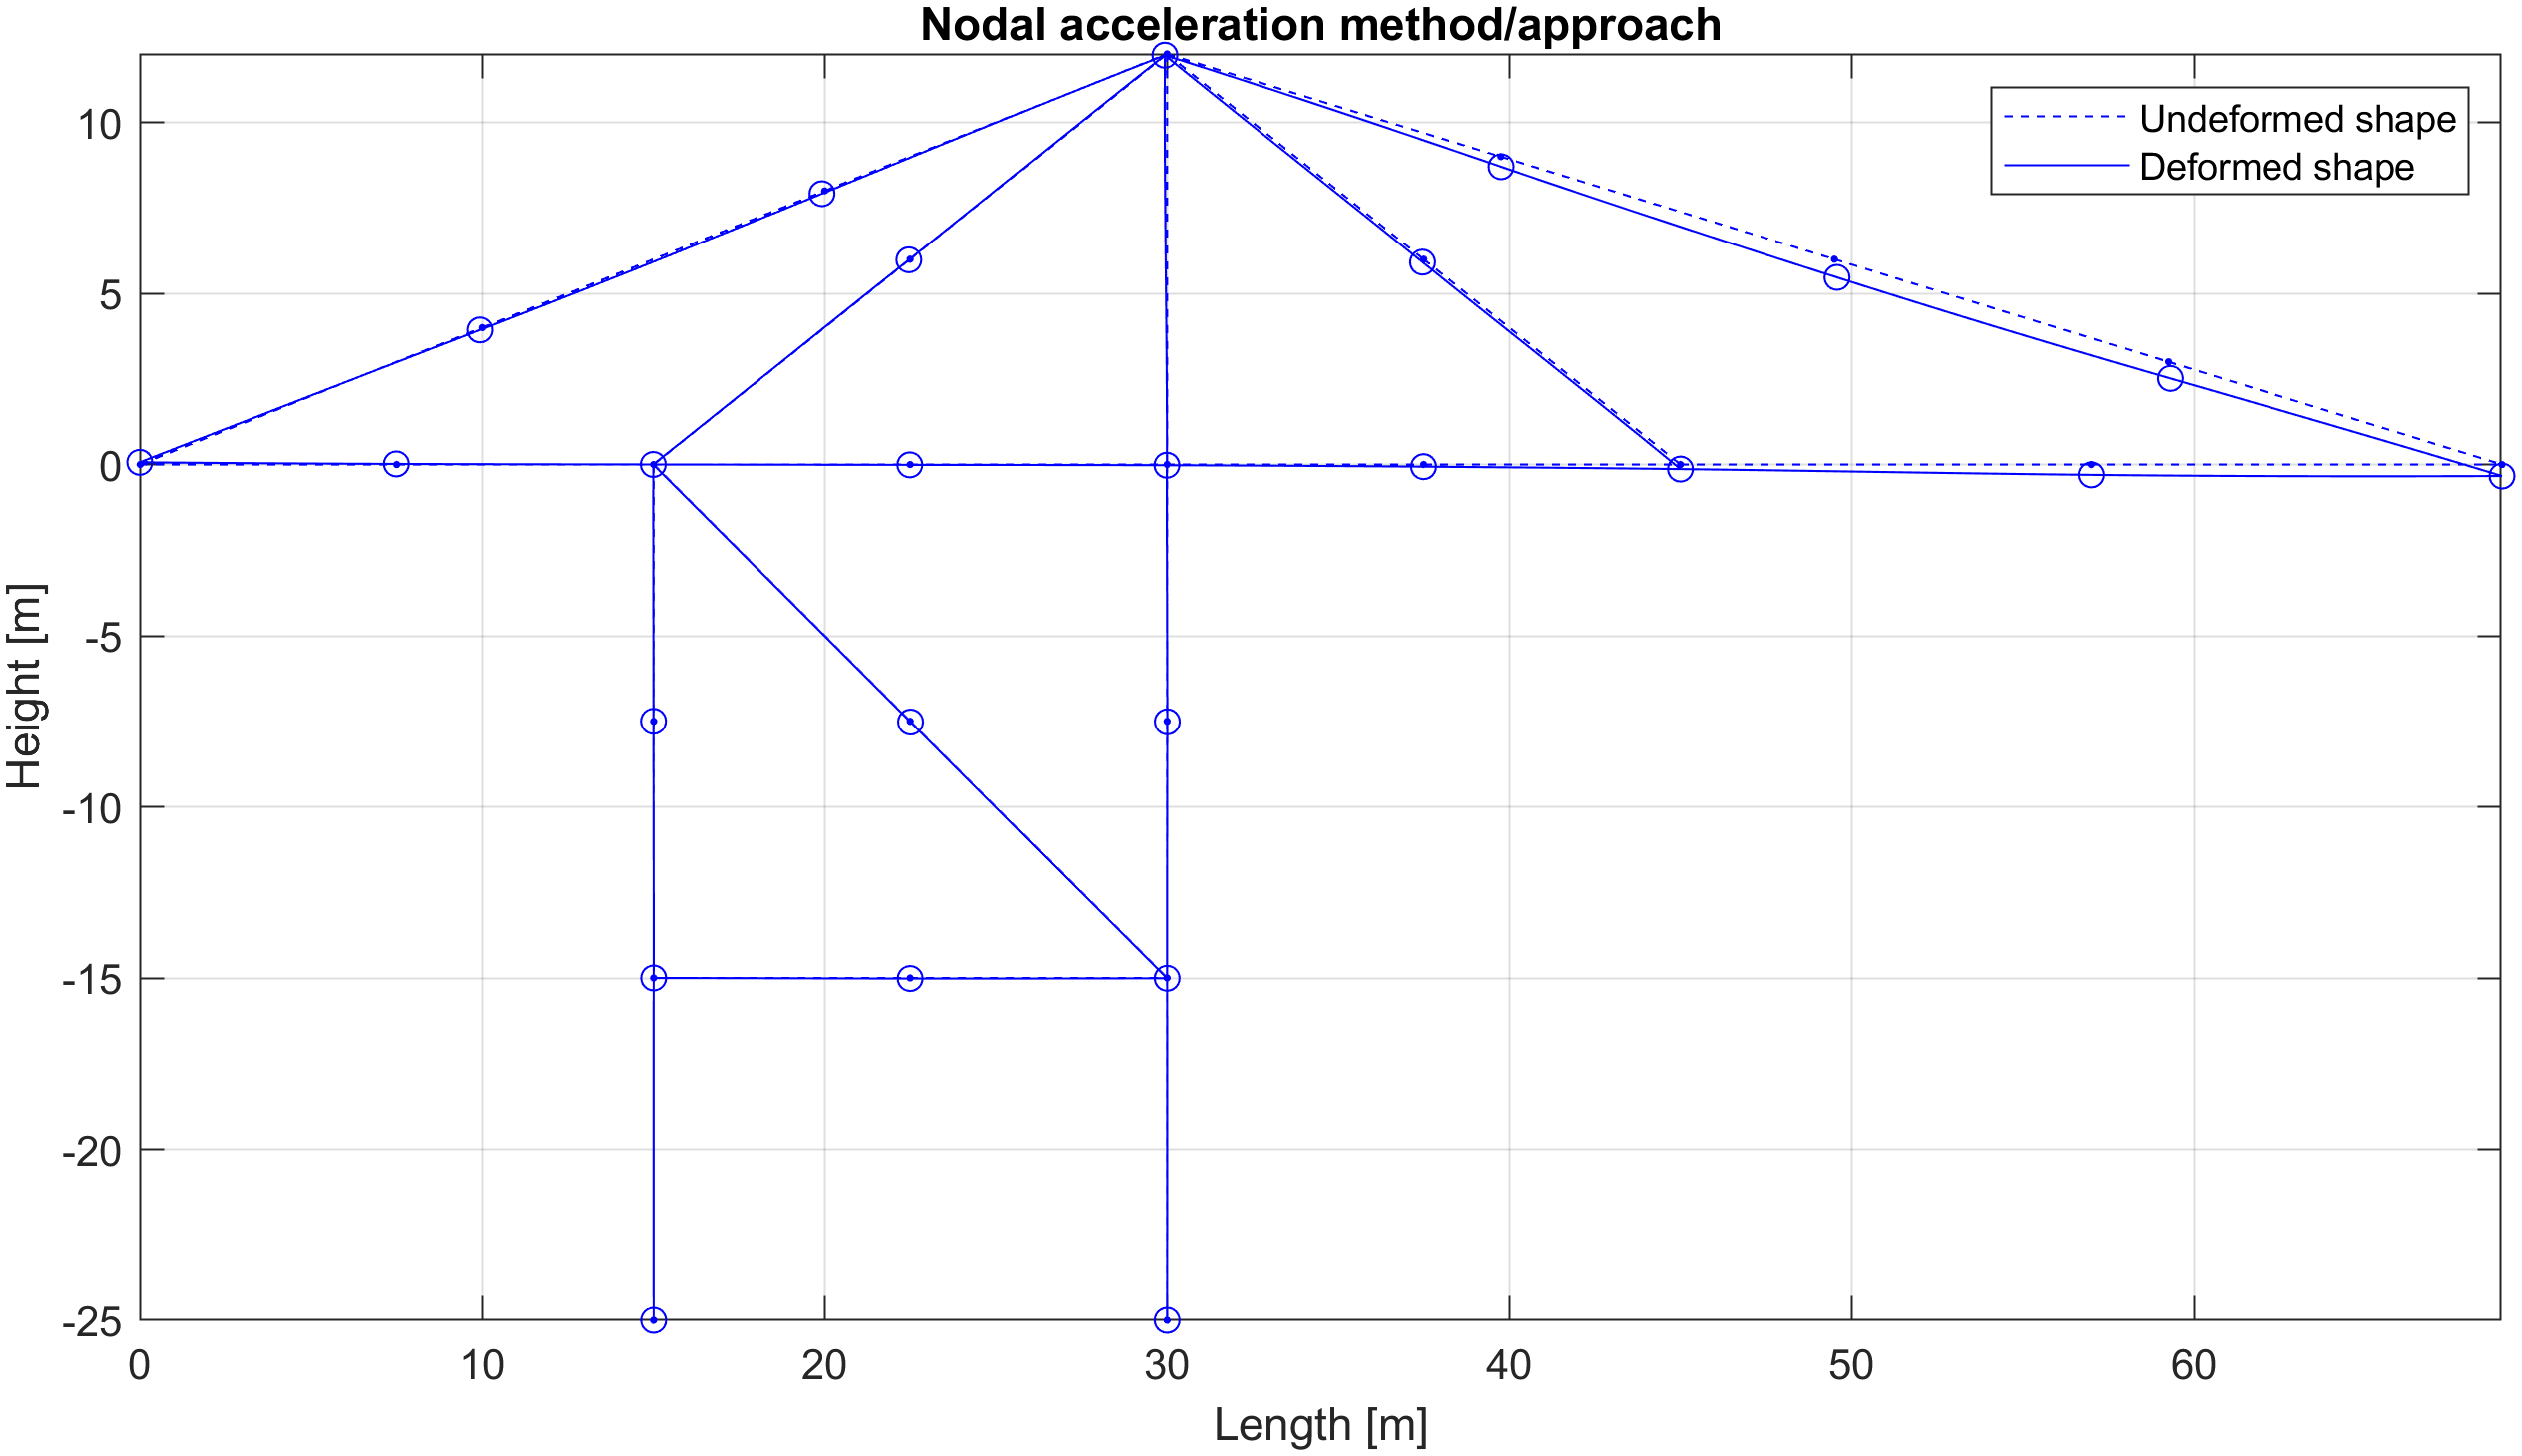 Nodal acceleration method/approach
Undeformed shape
Deformed shape
10
5
0
-5
-10
-15
-20
-25
Height [m]
0 10 20 30 40 50 60
Length [m]